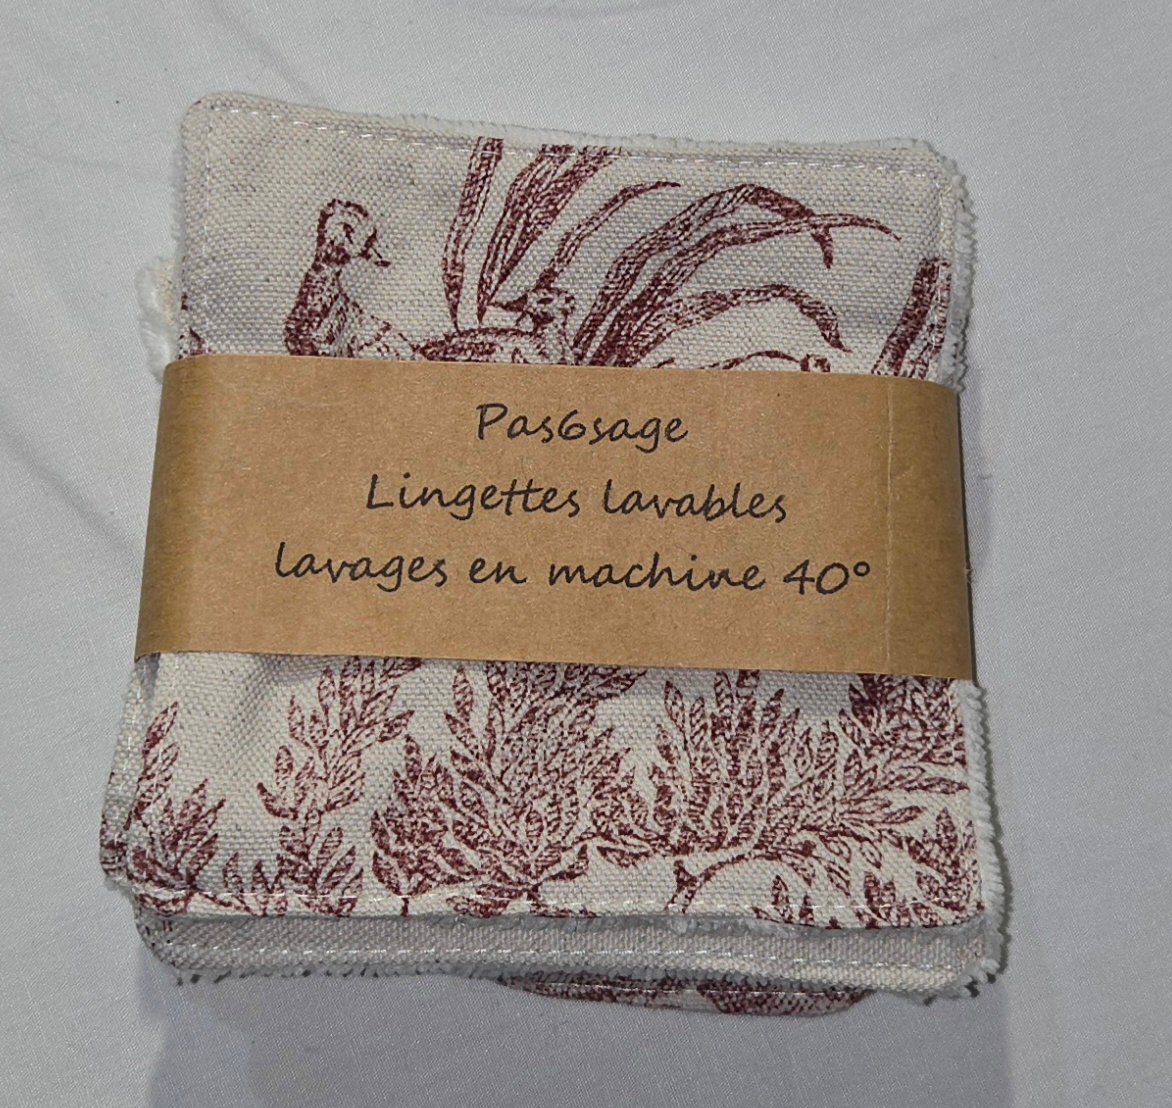 Pas6sage
Lingettes lavables
lavages en machine 40°